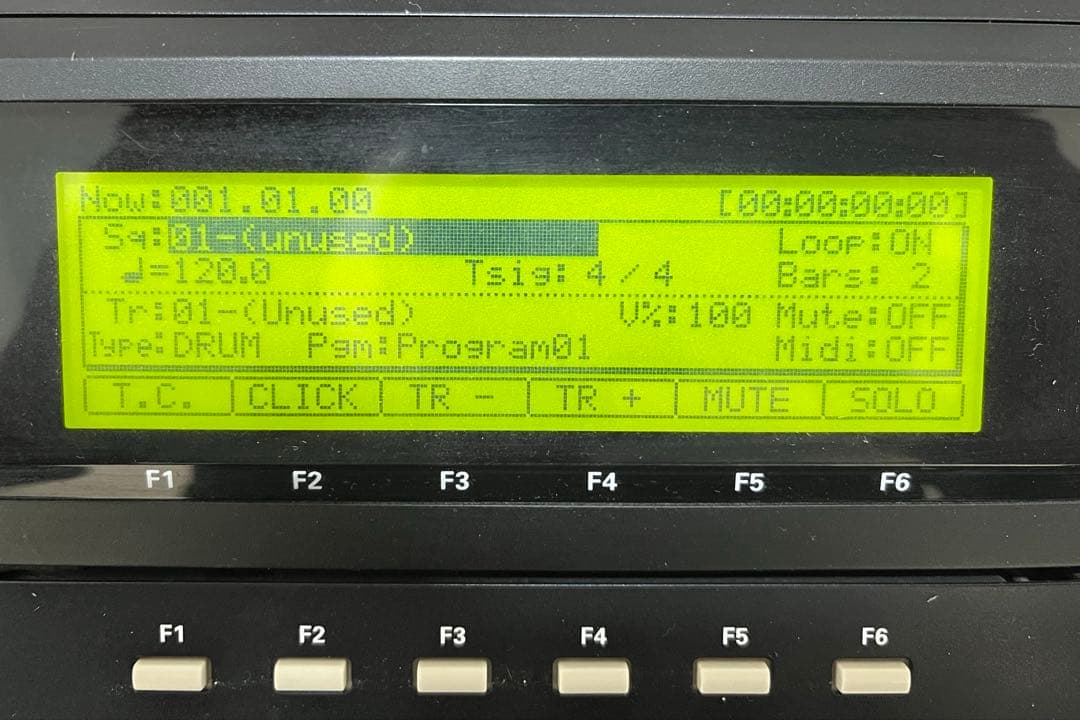 Now:001.01.00 [00:00:00:00]
Sq:01-(unused) Loop:ON
♩=120.0 Tsig: 4 / 4 Bars: 2
Tr:01-(Unused) V%:100 Mute:OFF
Type:DRUM Pgm:Program01 Midi:OFF
T.C. CLICK TR - TR + MUTE SOLO
F1 F2 F3 F4 F5 F6
F1 F2 F3 F4 F5 F6